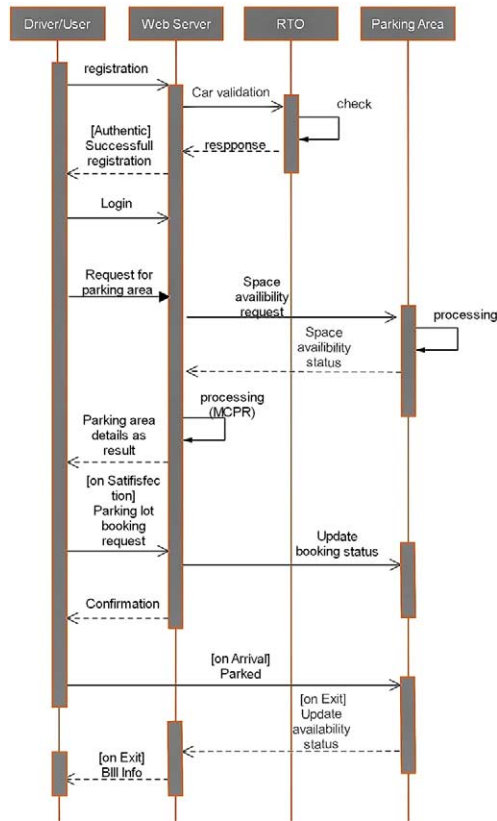 Driver/User
Web Server
RTO
Parking Area
registration
Car validation
check
[Authentic]
Successfull
registration
respponse
Login
Request for
parking area
Space
availibility
request
processing
Space
availibility
status
processing
(MCPR)
Parking area
details as
result
[on Satifisfec
tion]
Parking lot
booking
request
Update
booking status
Confirmation
[on Arrival]
Parked
[on Exit]
Update
availability
status
[on Exit]
BIll Info